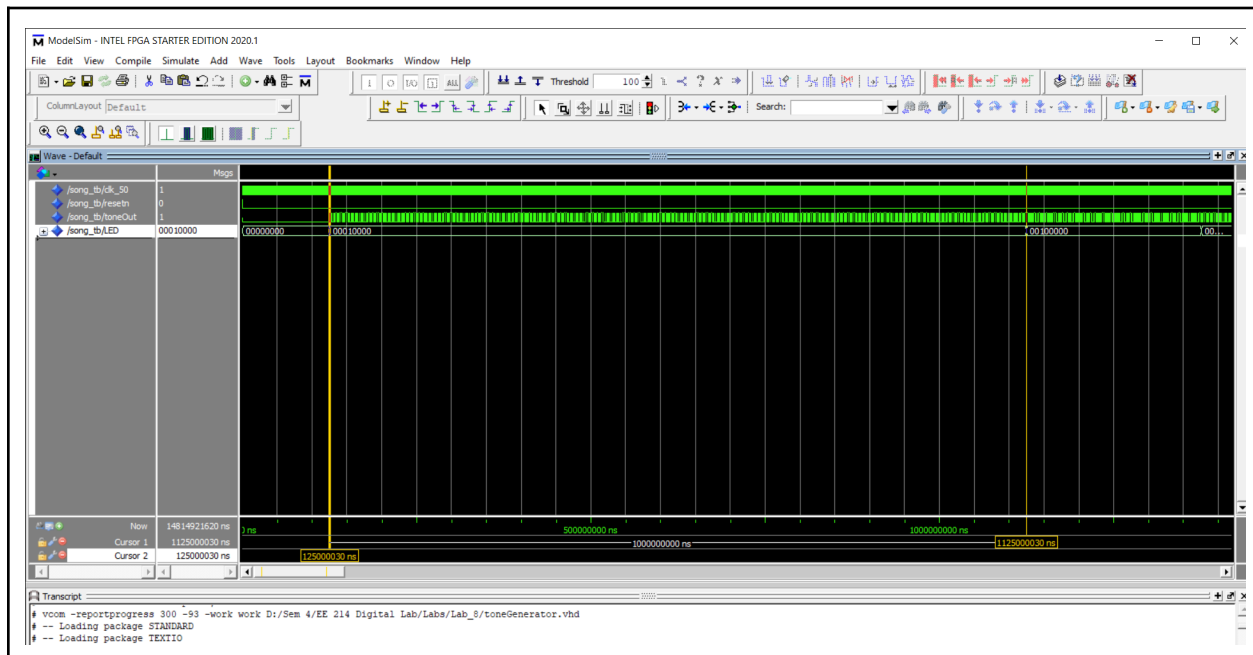 ModelSim - INTEL FPGA STARTER EDITION 2020.1
File Edit View Compile Simulate Add Wave Tools Layout Bookmarks Window Help
Threshold 100
ColumnLayout Default
Search:
Wave - Default
Msgs
/song_tb/clk_50 1
/song_tb/resetn 0
/song_tb/toneOut 1
/song_tb/LED 00010000 00000000 00010000 00100000 00...
Now 14814921620 ns 0 ns 500000000 ns 1000000000 ns
Cursor 1 1125000030 ns 1000000000 ns 1125000030 ns
Cursor 2 125000030 ns 125000030 ns
Transcript
# vcom -reportprogress 300 -93 -work work D:/Sem 4/EE 214 Digital Lab/Labs/Lab_8/toneGenerator.vhd
# -- Loading package STANDARD
# -- Loading package TEXTIO